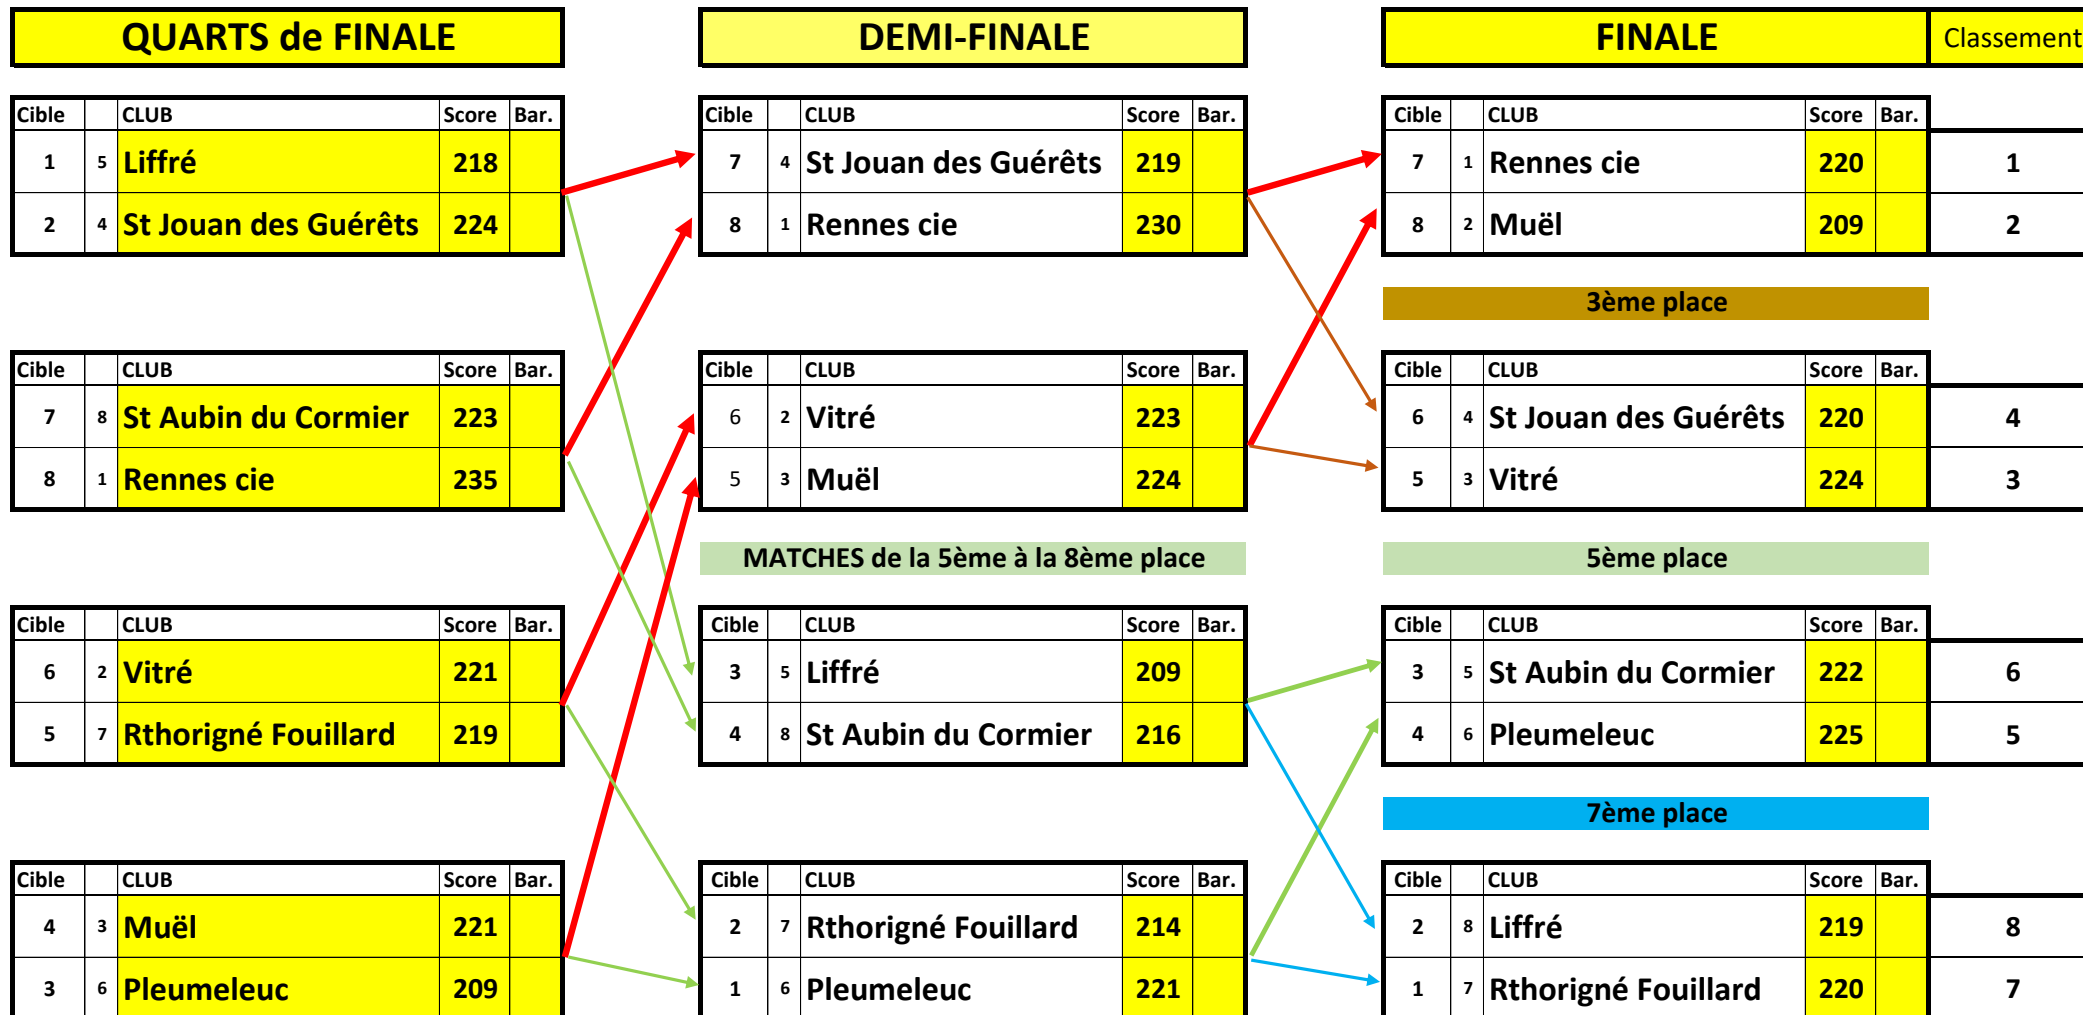 QUARTS de FINALE DEMI-FINALE FINALE Classement
Cible CLUB Score Bar. Cible CLUB Score Bar. Cible CLUB Score Bar.
1 5 Liffré 218 7 4 St Jouan des Guérêts 219 7 1 Rennes cie 220 1
2 4 St Jouan des Guérêts 224 8 1 Rennes cie 230 8 2 Muël 209 2
3ème place
Cible CLUB Score Bar. Cible CLUB Score Bar. Cible CLUB Score Bar.
7 8 St Aubin du Cormier 223 6 2 Vitré 223 6 4 St Jouan des Guérêts 220 4
8 1 Rennes cie 235 5 3 Muël 224 5 3 Vitré 224 3
MATCHES de la 5ème à la 8ème place 5ème place
Cible CLUB Score Bar. Cible CLUB Score Bar. Cible CLUB Score Bar.
6 2 Vitré 221 3 5 Liffré 209 3 5 St Aubin du Cormier 222 6
5 7 Rthorigné Fouillard 219 4 8 St Aubin du Cormier 216 4 6 Pleumeleuc 225 5
7ème place
Cible CLUB Score Bar. Cible CLUB Score Bar. Cible CLUB Score Bar.
4 3 Muël 221 2 7 Rthorigné Fouillard 214 2 8 Liffré 219 8
3 6 Pleumeleuc 209 1 6 Pleumeleuc 221 1 7 Rthorigné Fouillard 220 7